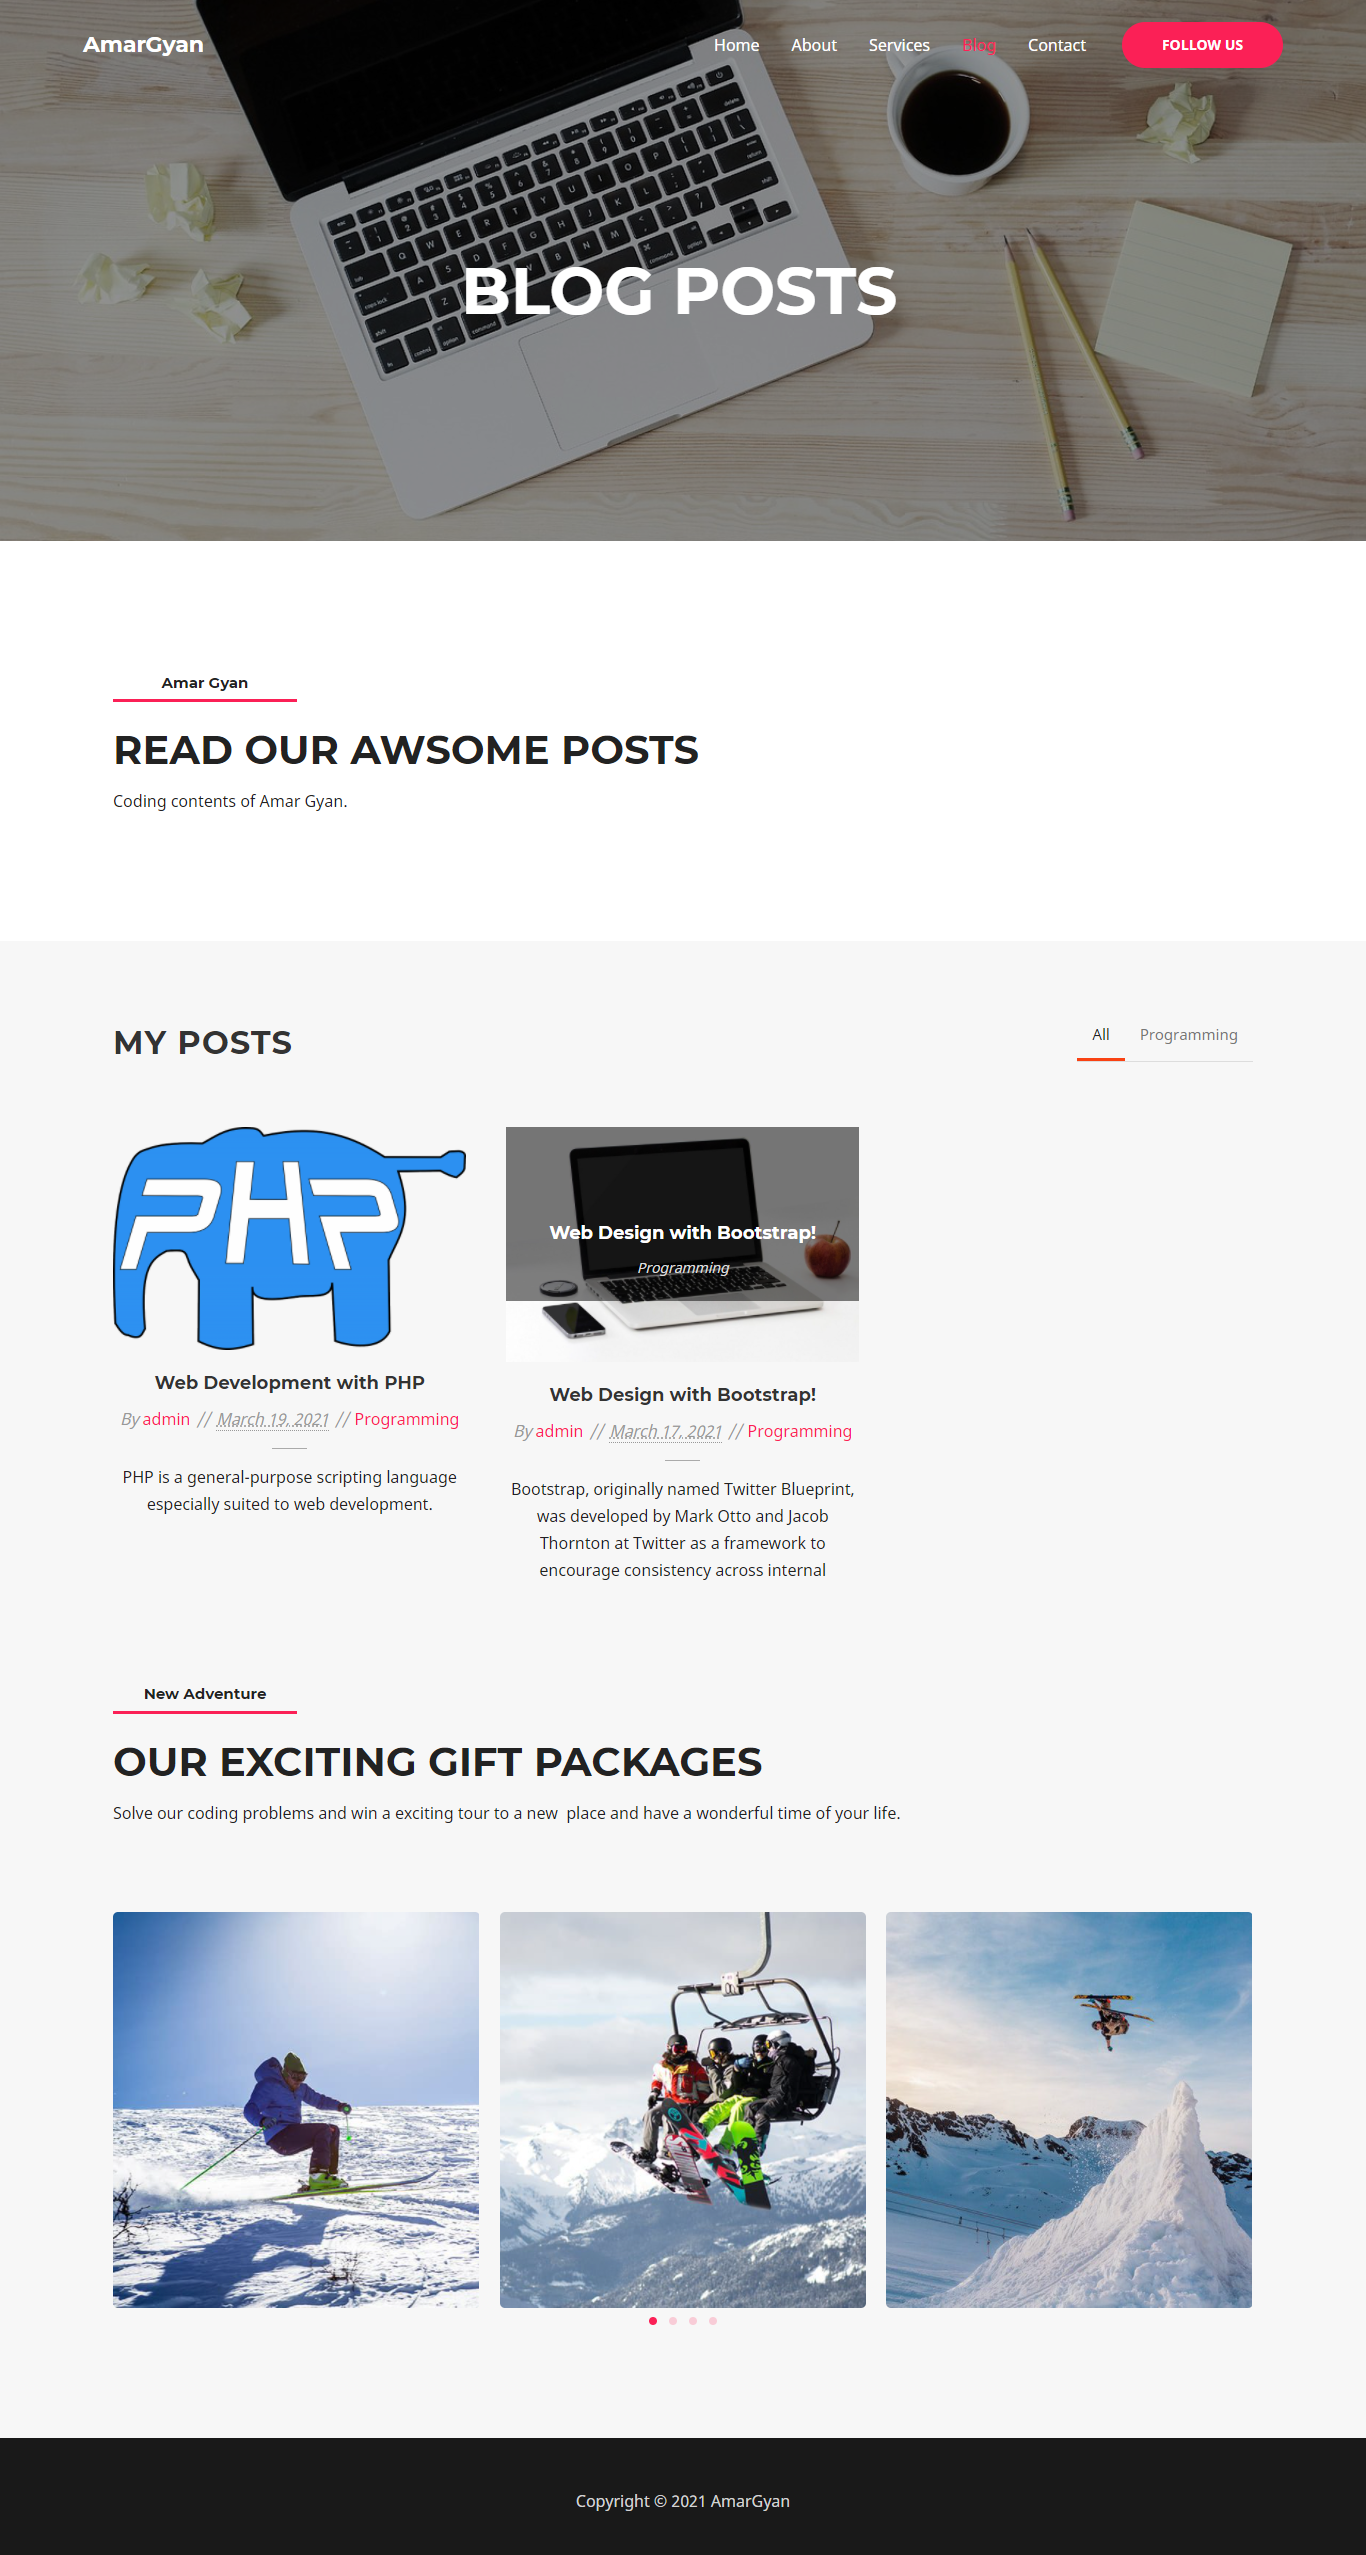 AmarGyan
Home About Services Blog Contact FOLLOW US
BLOG POSTS
Amar Gyan
READ OUR AWSOME POSTS
Coding contents of Amar Gyan.
MY POSTS
All Programming
PHP
Web Development with PHP
By admin // March 19, 2021 // Programming
PHP is a general-purpose scripting language
especially suited to web development.
Web Design with Bootstrap!
Programming
Web Design with Bootstrap!
By admin // March 17, 2021 // Programming
Bootstrap, originally named Twitter Blueprint,
was developed by Mark Otto and Jacob
Thornton at Twitter as a framework to
encourage consistency across internal
New Adventure
OUR EXCITING GIFT PACKAGES
Solve our coding problems and win a exciting tour to a new  place and have a wonderful time of your life.
Copyright © 2021 AmarGyan